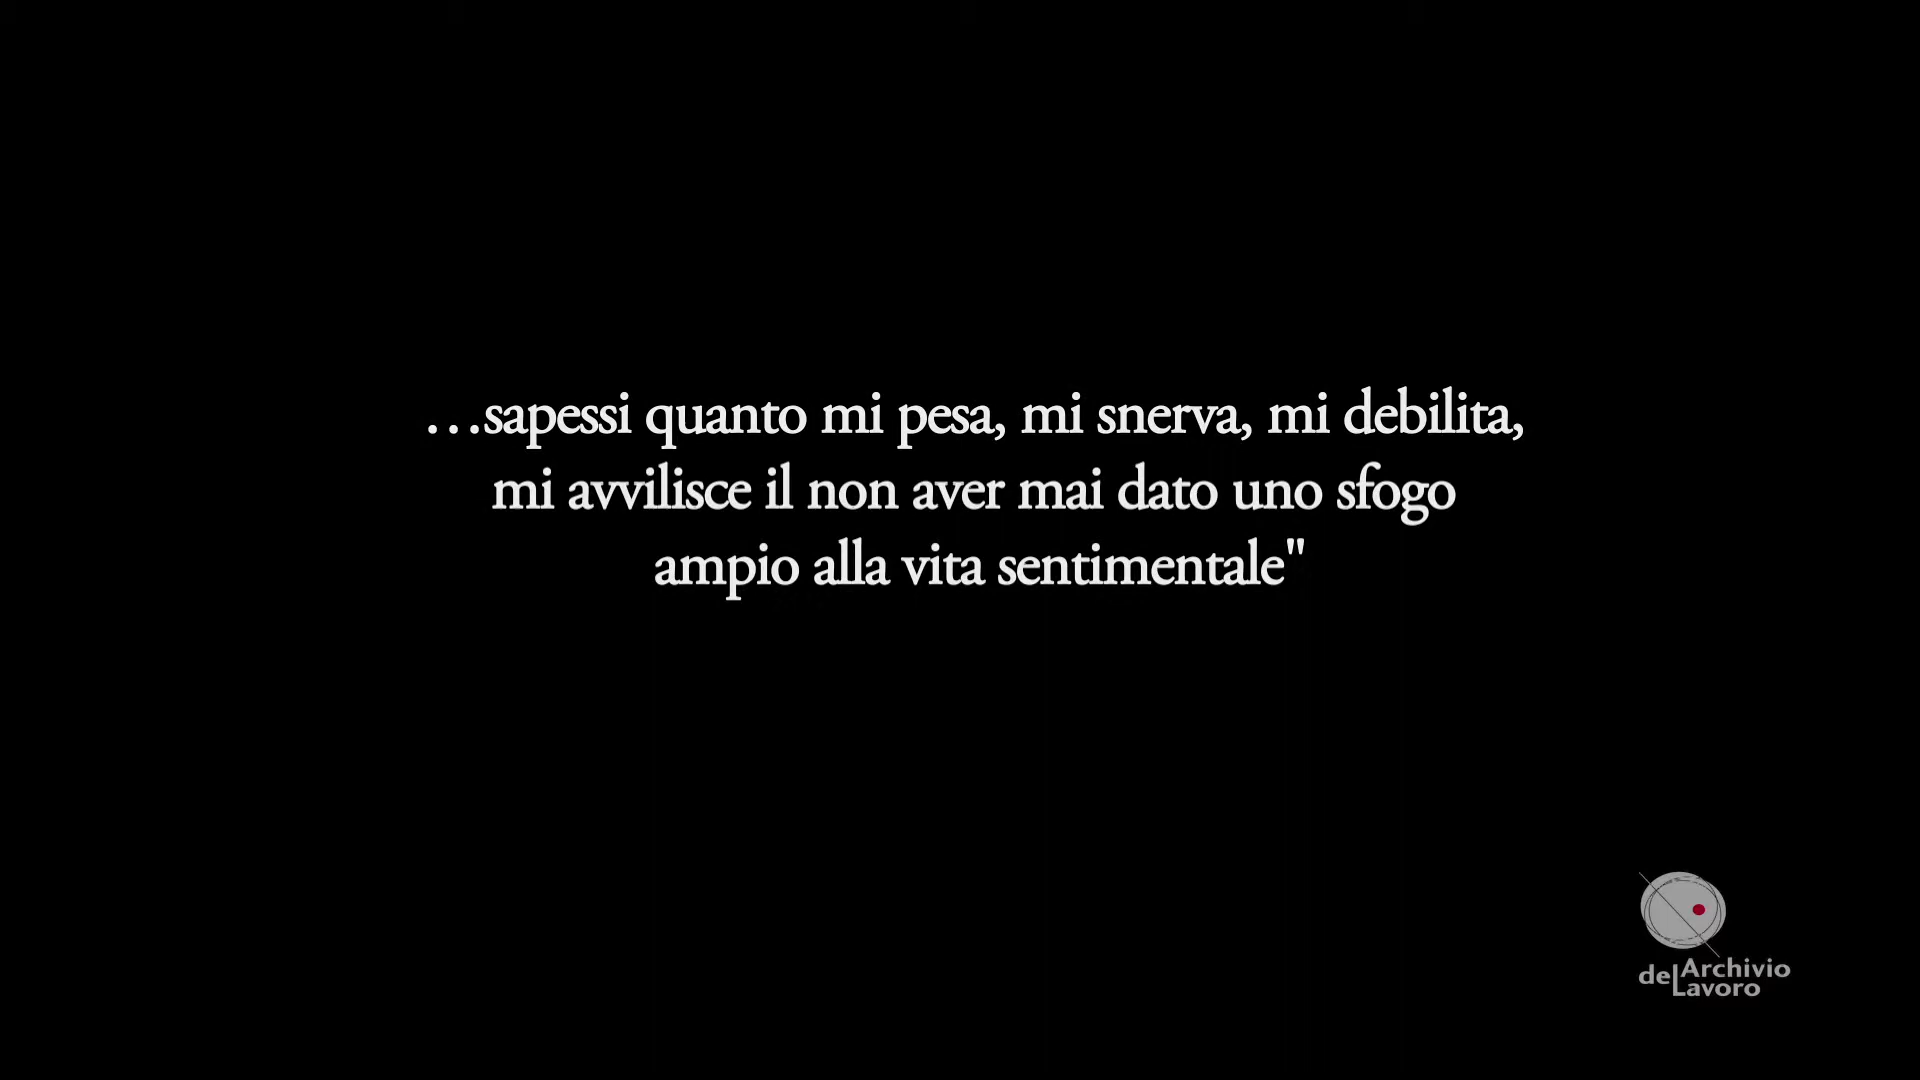 …sapessi quanto mi pesa, mi snerva, mi debilita,
mi avvilisce il non aver mai dato uno sfogo
ampio alla vita sentimentale"
Archivio
del Lavoro